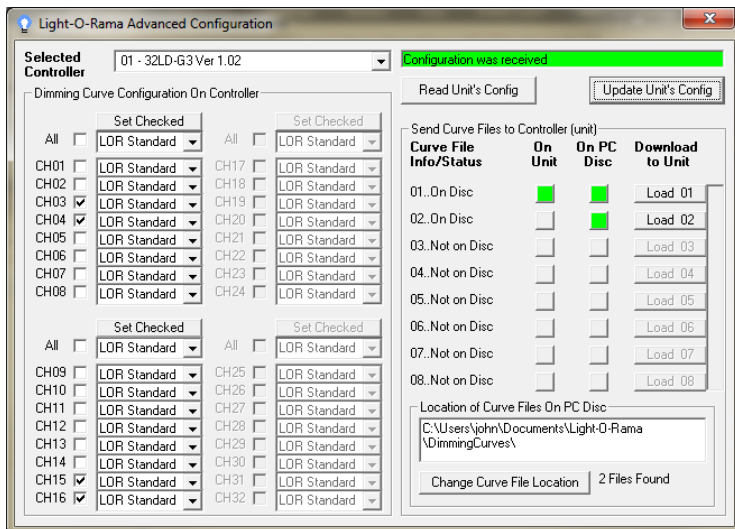 Light-O-Rama Advanced Configuration
Selected Controller
01 - 32LD-G3 Ver 1.02
Dimming Curve Configuration On Controller
Set Checked Set Checked
All LOR Standard All LOR Standard
CH01 LOR Standard CH17 LOR Standard
CH02 LOR Standard CH18 LOR Standard
CH03 LOR Standard CH19 LOR Standard
CH04 LOR Standard CH20 LOR Standard
CH05 LOR Standard CH21 LOR Standard
CH06 LOR Standard CH22 LOR Standard
CH07 LOR Standard CH23 LOR Standard
CH08 LOR Standard CH24 LOR Standard
Set Checked Set Checked
All LOR Standard All LOR Standard
CH09 LOR Standard CH25 LOR Standard
CH10 LOR Standard CH26 LOR Standard
CH11 LOR Standard CH27 LOR Standard
CH12 LOR Standard CH28 LOR Standard
CH13 LOR Standard CH29 LOR Standard
CH14 LOR Standard CH30 LOR Standard
CH15 LOR Standard CH31 LOR Standard
CH16 LOR Standard CH32 LOR Standard
Configuration was received
Read Unit's Config Update Unit's Config
Send Curve Files to Controller (unit)
Curve File On On PC Download
Info/Status Unit Disc to Unit
01..On Disc Load 01
02..On Disc Load 02
03..Not on Disc Load 03
04..Not on Disc Load 04
05..Not on Disc Load 05
06..Not on Disc Load 06
07..Not on Disc Load 07
08..Not on Disc Load 08
Location of Curve Files On PC Disc
C:\Users\john\Documents\Light-O-Rama
\DimmingCurves\
Change Curve File Location 2 Files Found